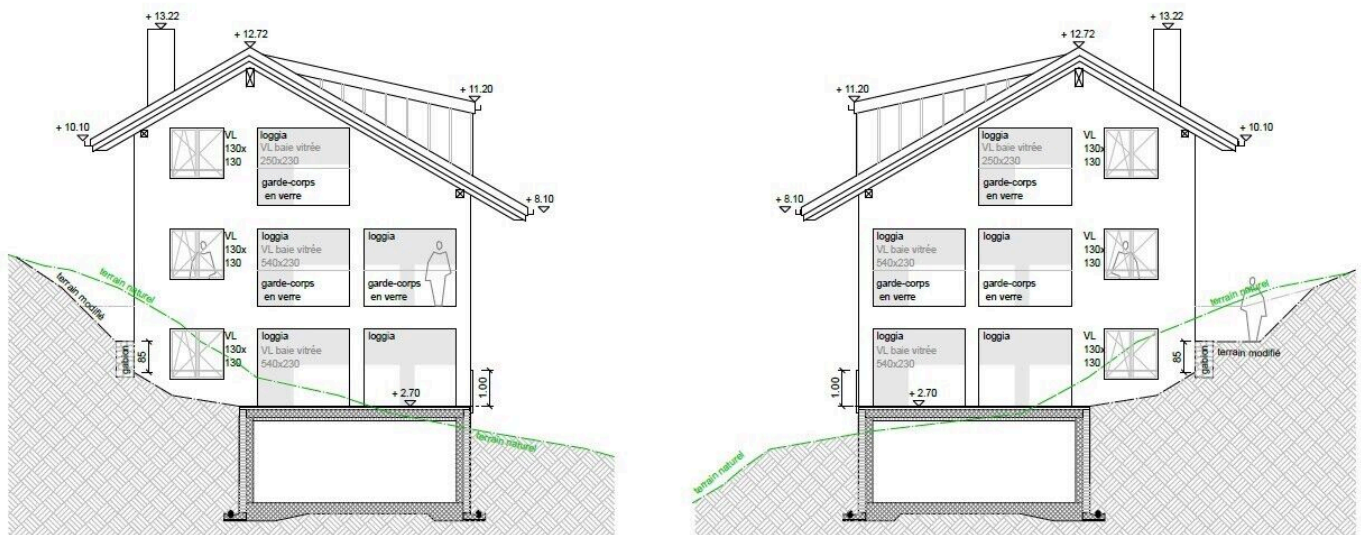 + 13.22
+ 12.72
+ 11.20
+ 10.10
VL
130x
130
loggia
VL baie vitrée
250x230
garde-corps
en verre
+ 8.10
VL
130x
130
loggia
VL baie vitrée
540x230
garde-corps
en verre
loggia
garde-corps
en verre
terrain naturel
terrain modifié
VL
130x
130
loggia
VL baie vitrée
540x230
loggia
gabion
85
1.00
+ 2.70
terrain naturel
+ 13.22
+ 12.72
+ 11.20
+ 10.10
loggia
VL baie vitrée
250x230
garde-corps
en verre
VL
130x
130
+ 8.10
loggia
VL baie vitrée
540x230
garde-corps
en verre
loggia
garde-corps
en verre
VL
130x
130
terrain naturel
loggia
VL baie vitrée
540x230
loggia
VL
130x
130
85
gabion
terrain modifié
1.00
+ 2.70
terrain naturel